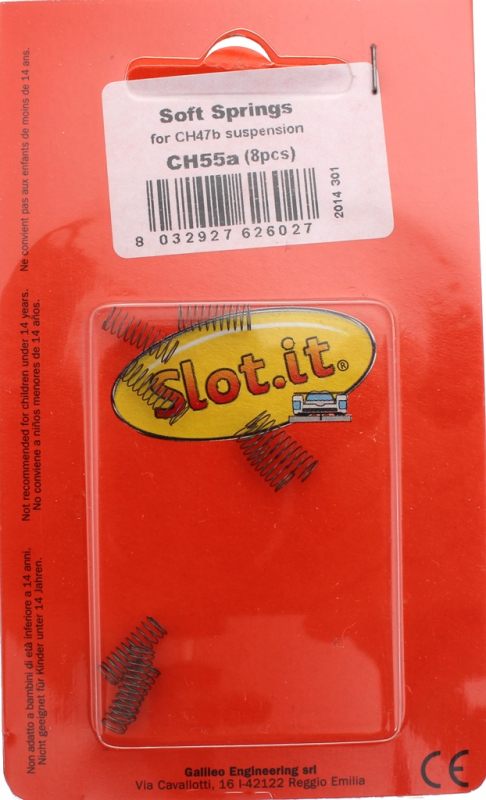 Soft Springs
for CH47b suspension
CH55a (8pcs)
8 032927 626027
2014 301
Slot.it®
Ne convient pas aux enfants de moins de 14 ans.
Not recommended for children under 14 years.
No conviene a niños menores de 14 años.
Non adatto a bambini di età inferiore a 14 anni.
Nicht geeignet für Kinder unter 14 Jahren.
Galileo Engineering srl
Via Cavallotti, 16 I-42122 Reggio Emilia
CE